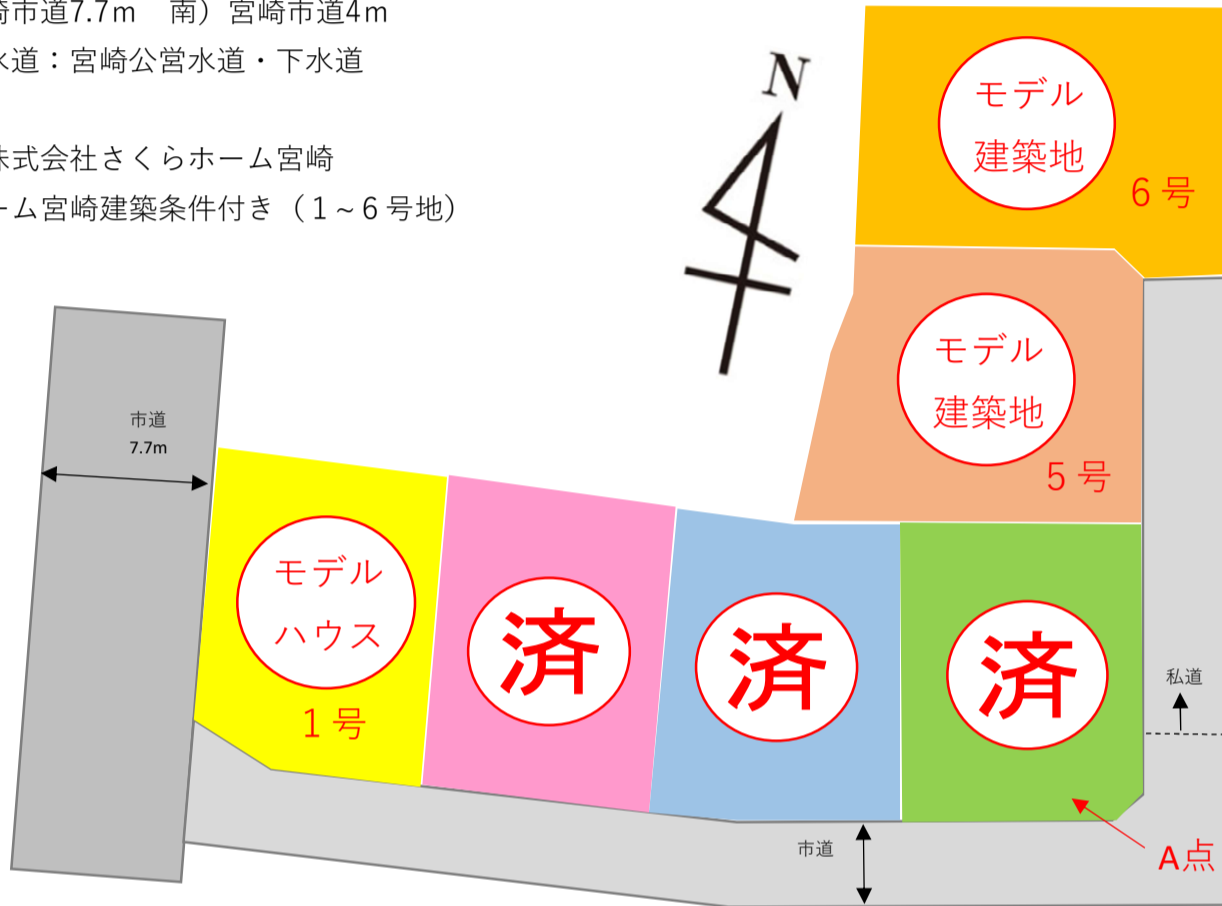 崎市道7.7m　南）宮崎市道4m
水道：宮崎公営水道・下水道
株式会社さくらホーム宮崎
ーム宮崎建築条件付き（１~６号地）
N
モデル
建築地
６号
モデル
建築地
５号
市道
7.7m
モデル
ハウス
１号
済
済
済
私道
市道
A点